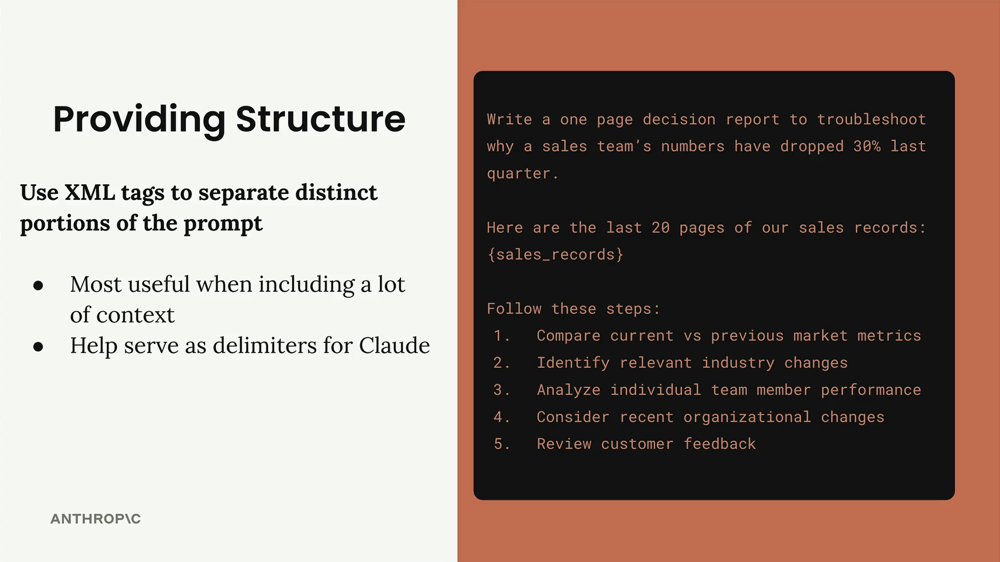 Providing Structure
Use XML tags to separate distinct
portions of the prompt
● Most useful when including a lot
of context
● Help serve as delimiters for Claude
ANTHROP\C
Write a one page decision report to troubleshoot
why a sales team’s numbers have dropped 30% last
quarter.
Here are the last 20 pages of our sales records:
{sales_records}
Follow these steps:
1. Compare current vs previous market metrics
2. Identify relevant industry changes
3. Analyze individual team member performance
4. Consider recent organizational changes
5. Review customer feedback